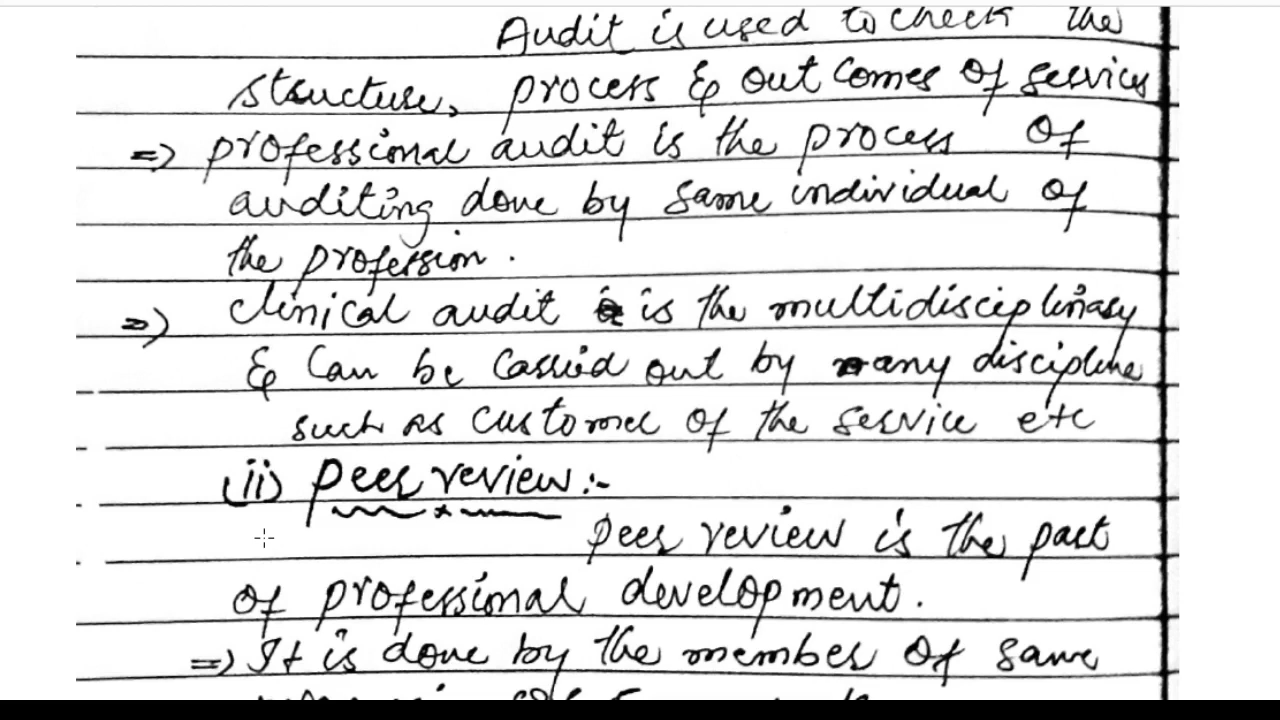 Audit is used to check the
structure, process & outcomes of services
=> professional audit is the process of
auditing done by same individual of
the profession.
=> clinical audit is the multidisciplinary
& can be carried out by any discipline
such as customer of the service etc
(ii) peer review :-
peer review is the part
of professional development.
=> It is done by the member of same